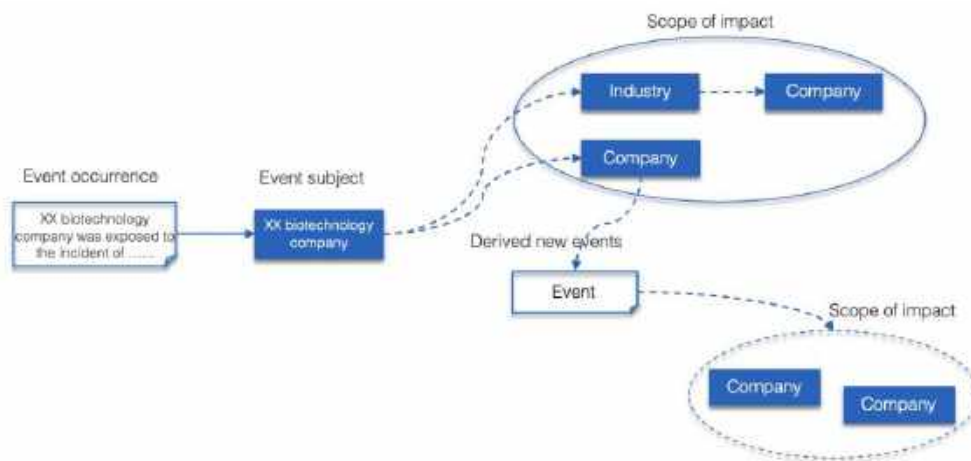 Scope of impact
Industry
Company
Company
Event occurrence
Event subject
XX biotechnology
company was exposed to
the incident of ......
XX biotechnology
company
Derived new events
Event
Scope of impact
Company
Company